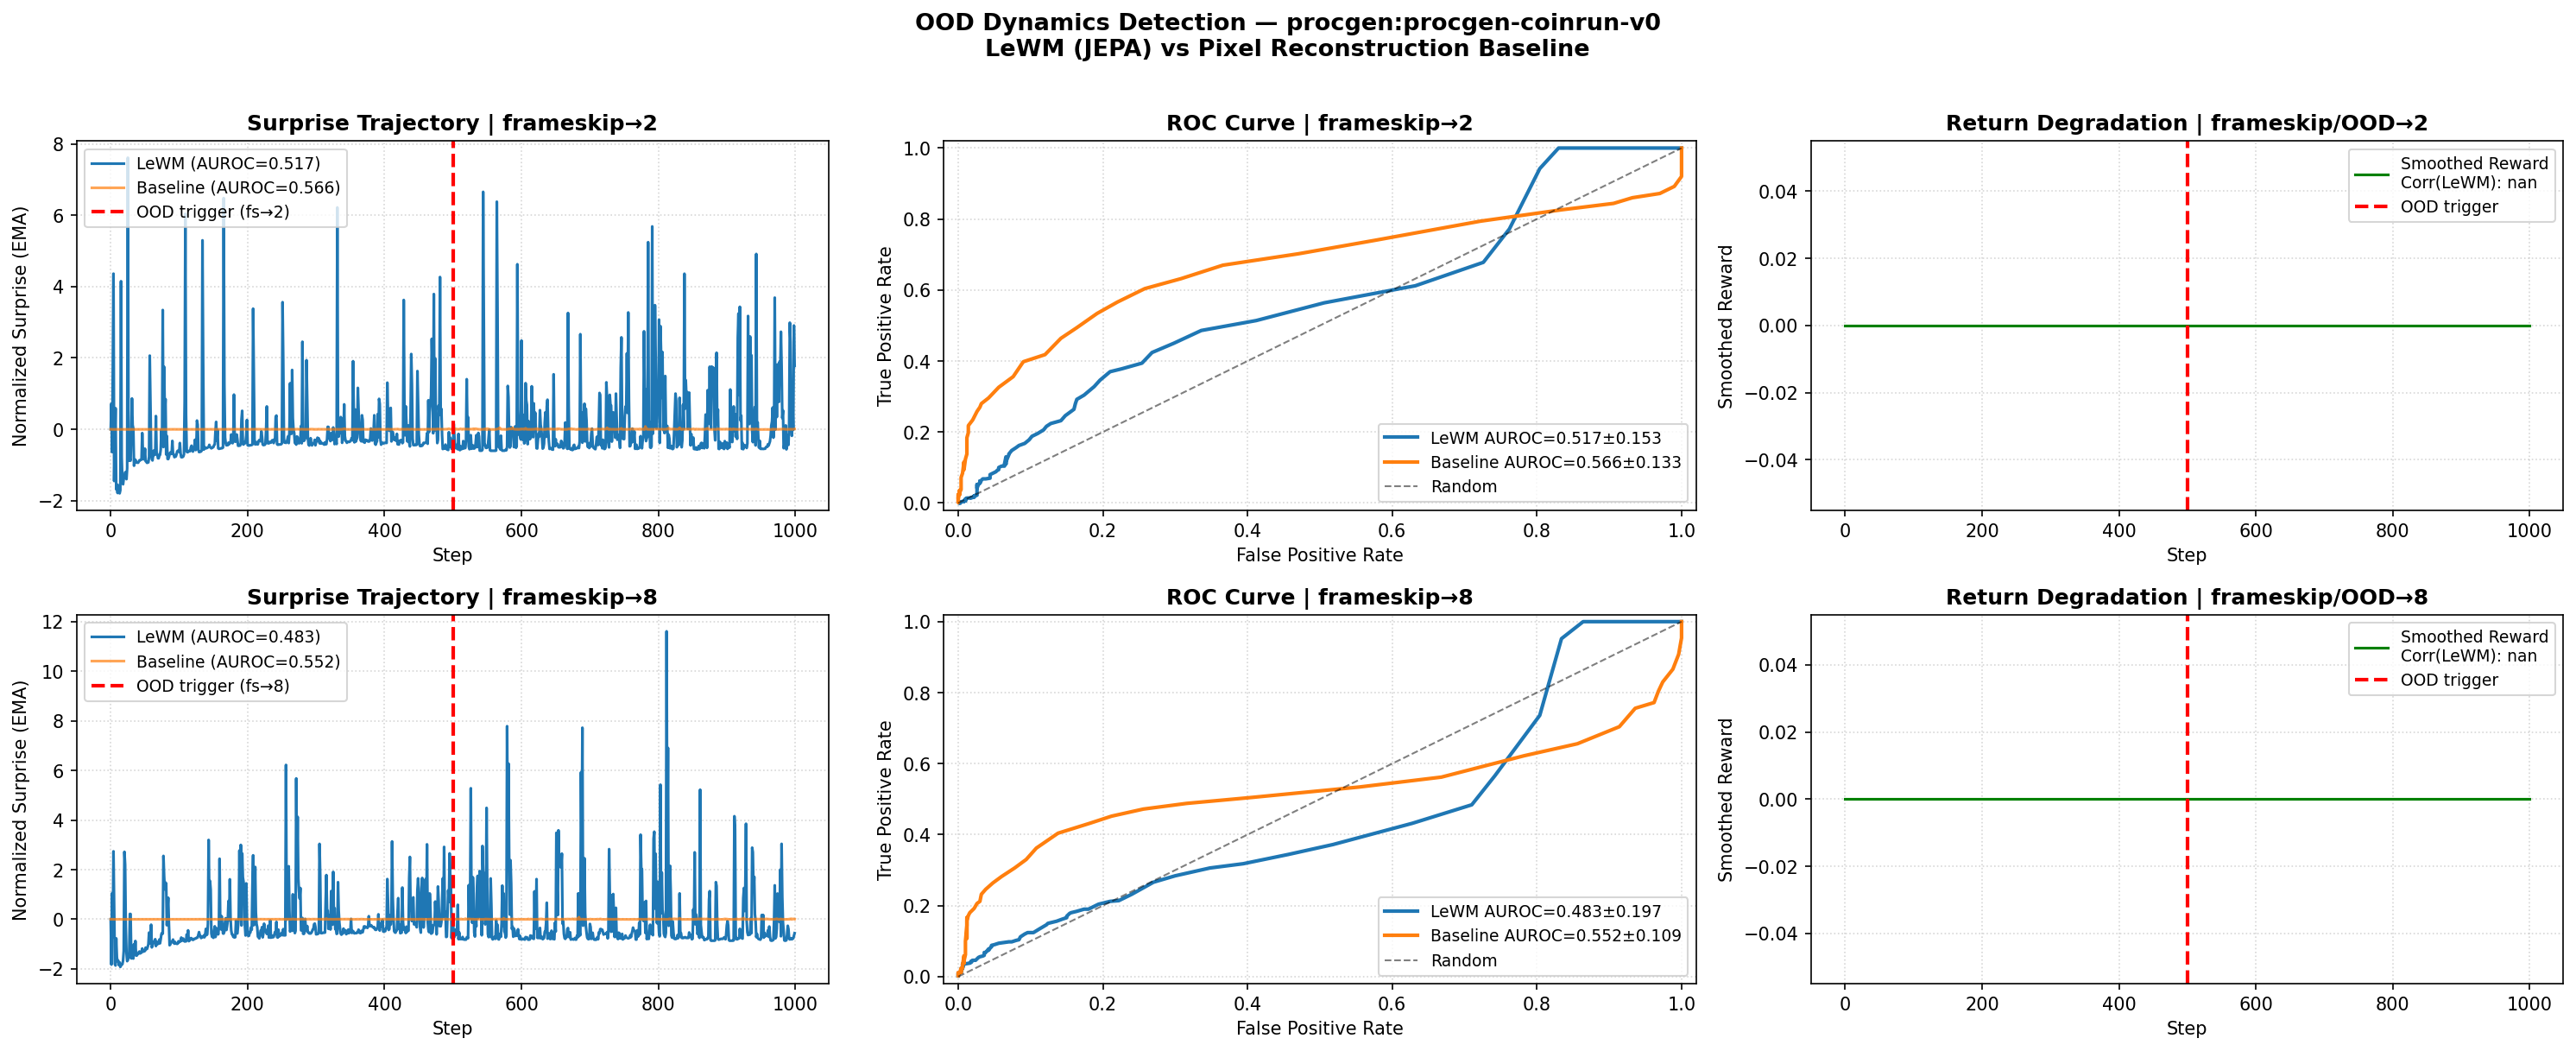 OOD Dynamics Detection — procgen:procgen-coinrun-v0
LeWM (JEPA) vs Pixel Reconstruction Baseline
Surprise Trajectory | frameskip→2
Normalized Surprise (EMA)
8
6
4
2
0
−2
LeWM (AUROC=0.517)
Baseline (AUROC=0.566)
OOD trigger (fs→2)
0 200 400 600 800 1000
Step
ROC Curve | frameskip→2
True Positive Rate
1.0
0.8
0.6
0.4
0.2
0.0
LeWM AUROC=0.517±0.153
Baseline AUROC=0.566±0.133
Random
0.0 0.2 0.4 0.6 0.8 1.0
False Positive Rate
Return Degradation | frameskip/OOD→2
Smoothed Reward
0.04
0.02
0.00
−0.02
−0.04
Smoothed Reward
Corr(LeWM): nan
OOD trigger
0 200 400 600 800 1000
Step
Surprise Trajectory | frameskip→8
Normalized Surprise (EMA)
12
10
8
6
4
2
0
−2
LeWM (AUROC=0.483)
Baseline (AUROC=0.552)
OOD trigger (fs→8)
0 200 400 600 800 1000
Step
ROC Curve | frameskip→8
True Positive Rate
1.0
0.8
0.6
0.4
0.2
0.0
LeWM AUROC=0.483±0.197
Baseline AUROC=0.552±0.109
Random
0.0 0.2 0.4 0.6 0.8 1.0
False Positive Rate
Return Degradation | frameskip/OOD→8
Smoothed Reward
0.04
0.02
0.00
−0.02
−0.04
Smoothed Reward
Corr(LeWM): nan
OOD trigger
0 200 400 600 800 1000
Step